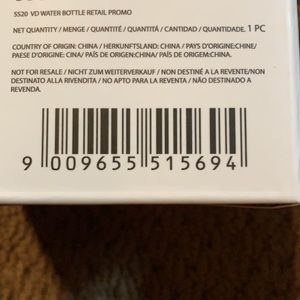 SS20 VD WATER BOTTLE RETAIL PROMO
NET QUANTITY / MENGE / QUANTITÉ / QUANTITÁ / CANTIDAD / QUANTIDADE. 1 PC
COUNTRY OF ORIGIN: CHINA / HERKUNFTSLAND: CHINA / PAYS D'ORIGINE:CHINE/
PAESE D'ORIGINE: CINA/ PAÍS DE ORIGEN:CHINA/ PAÍS DE ORIGEM:CHINA.
NOT FOR RESALE / NICHT ZUM WEITERVERKAUF / NON DESTINÉ A LA REVENTE/NON
DESTINATO ALLA RIVENDITA / NO APTO PARA LA REVENTA / NÃO DESTINADO A
REVENDA.
9 009655 515694